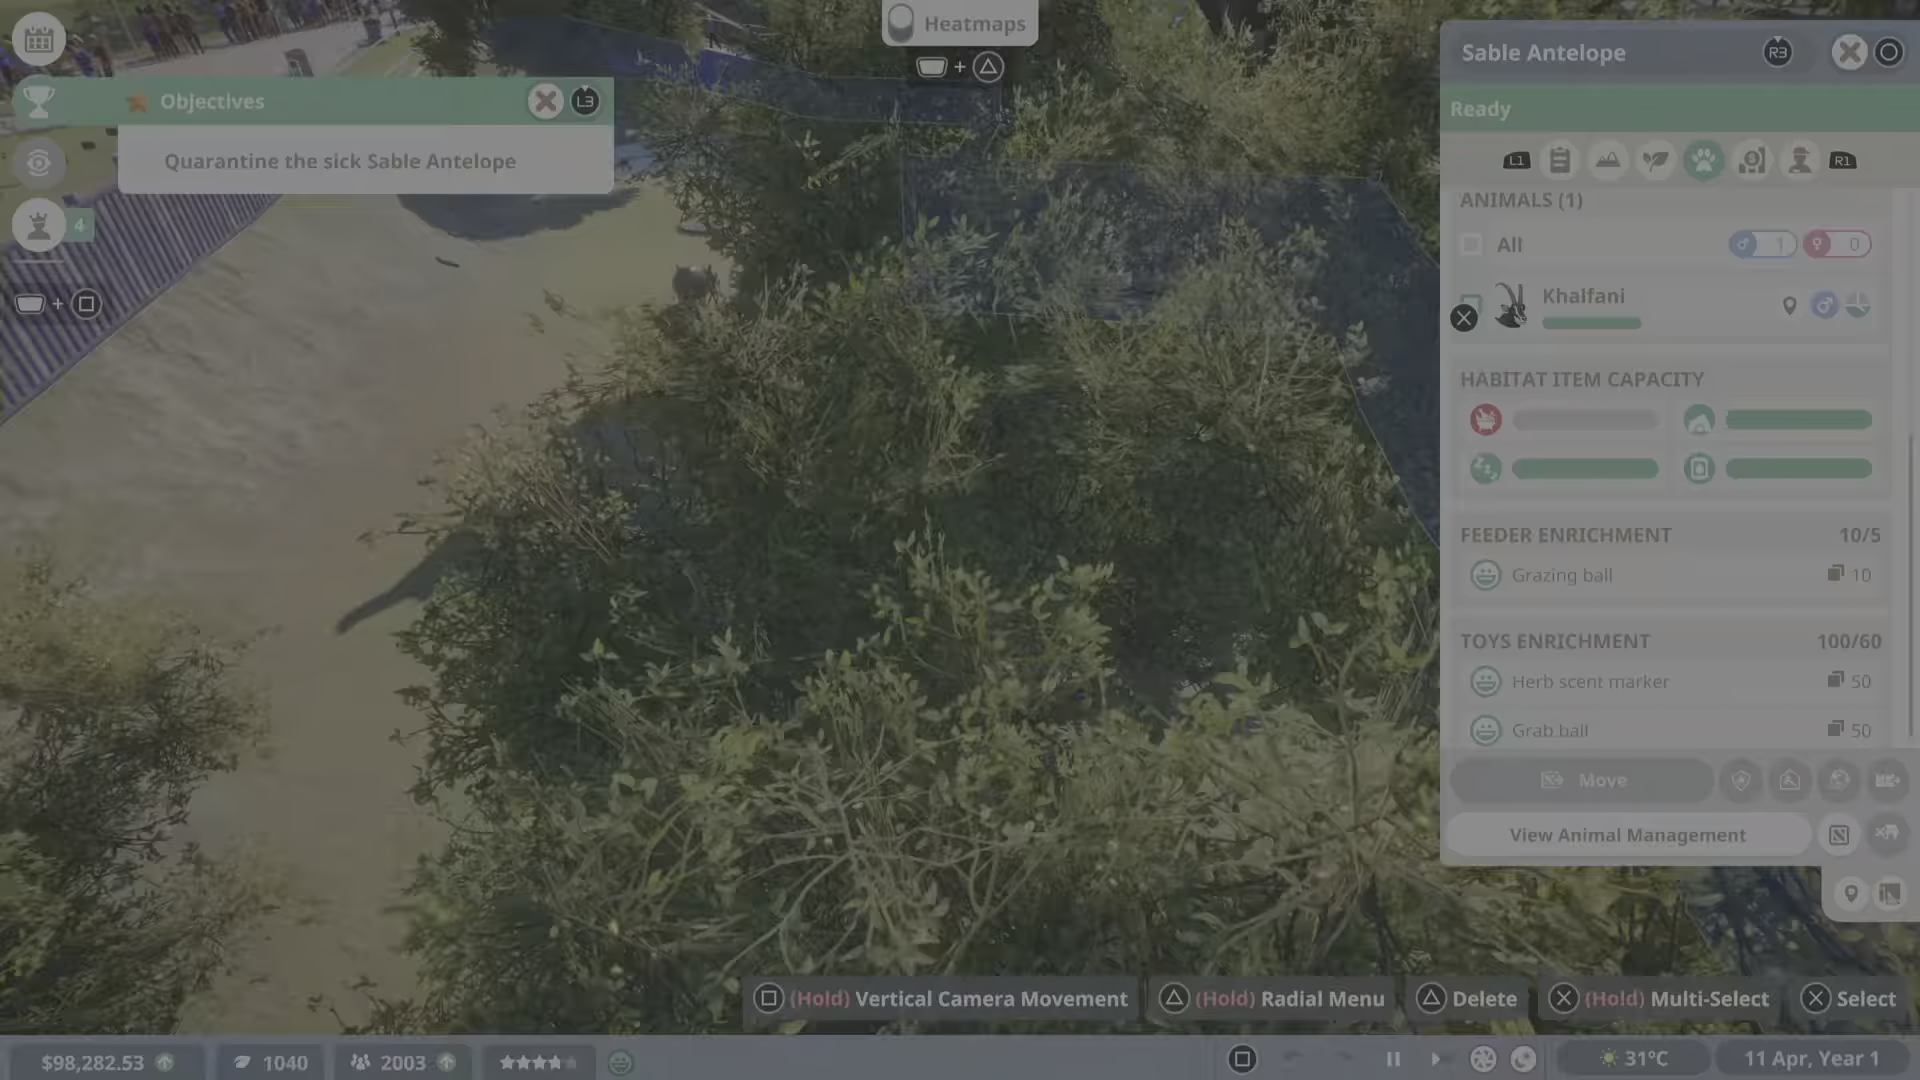 Heatmaps
+
Sable Antelope
R3
Objectives
L3
Ready
Quarantine the sick Sable Antelope
L1
R1
ANIMALS (1)
4
All
1
0
Khalfani
+
HABITAT ITEM CAPACITY
FEEDER ENRICHMENT 10/5
Grazing ball 10
TOYS ENRICHMENT 100/60
Herb scent marker 50
Grab ball 50
Move
View Animal Management
(Hold) Vertical Camera Movement
(Hold) Radial Menu
Delete
(Hold) Multi-Select
Select
$98,282.53
1040
2003
31°C
11 Apr, Year 1